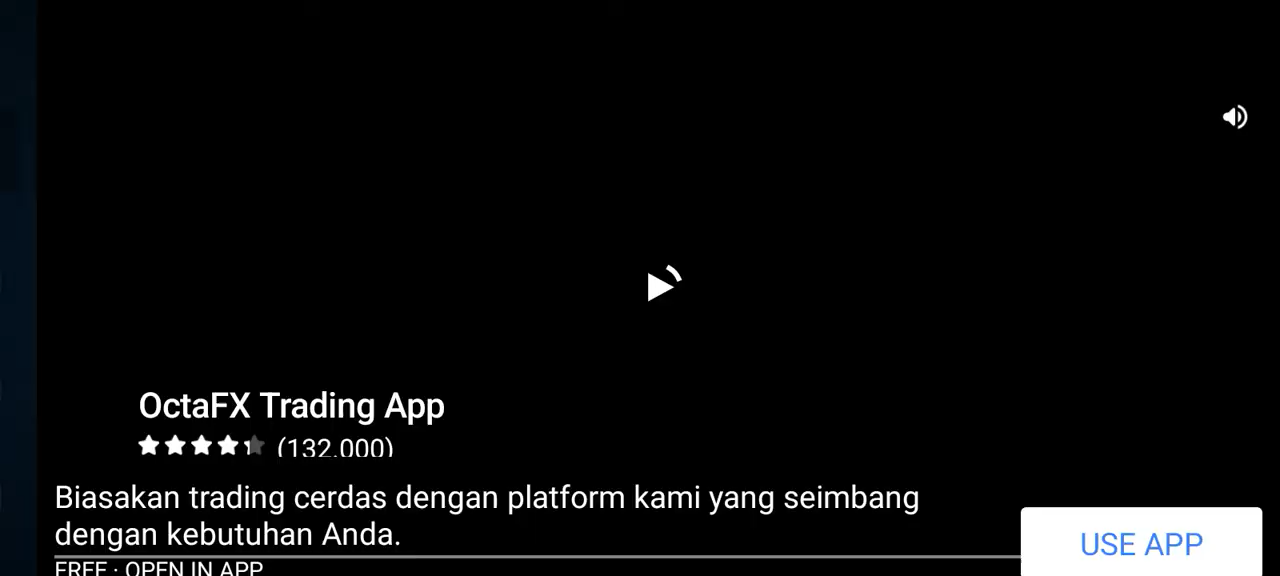 OctaFX Trading App
(132.000)
Biasakan trading cerdas dengan platform kami yang seimbang
dengan kebutuhan Anda.
USE APP
FREE · OPEN IN APP